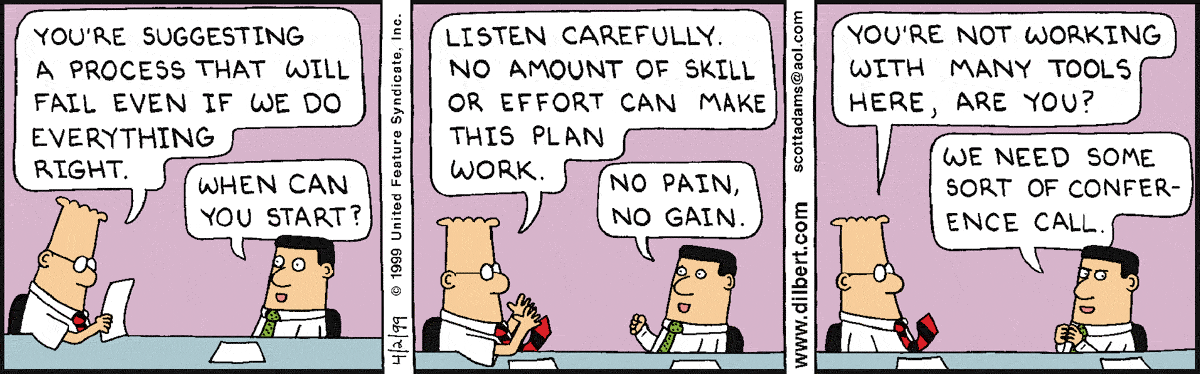 YOU'RE SUGGESTING
A PROCESS THAT WILL
FAIL EVEN IF WE DO
EVERYTHING
RIGHT.
WHEN CAN
YOU START?
4/2/99 © 1999 United Feature Syndicate, Inc.
LISTEN CAREFULLY.
NO AMOUNT OF SKILL
OR EFFORT CAN MAKE
THIS PLAN
WORK.
NO PAIN,
NO GAIN.
www.dilbert.com scottadams@aol.com
YOU'RE NOT WORKING
WITH MANY TOOLS
HERE, ARE YOU?
WE NEED SOME
SORT OF CONFER-
ENCE CALL.